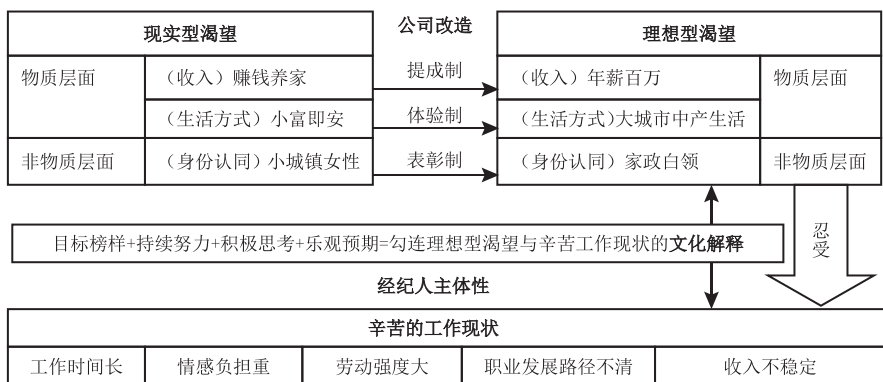 公司改造
现实型渴望
理想型渴望
物质层面
（收入）赚钱养家
提成制
（收入）年薪百万
物质层面
（生活方式）小富即安
体验制
（生活方式）大城市中产生活
非物质层面
（身份认同）小城镇女性
表彰制
（身份认同）家政白领
非物质层面
目标榜样+持续努力+积极思考+乐观预期=勾连理想型渴望与辛苦工作现状的文化解释
忍受
经纪人主体性
辛苦的工作现状
工作时间长
情感负担重
劳动强度大
职业发展路径不清
收入不稳定